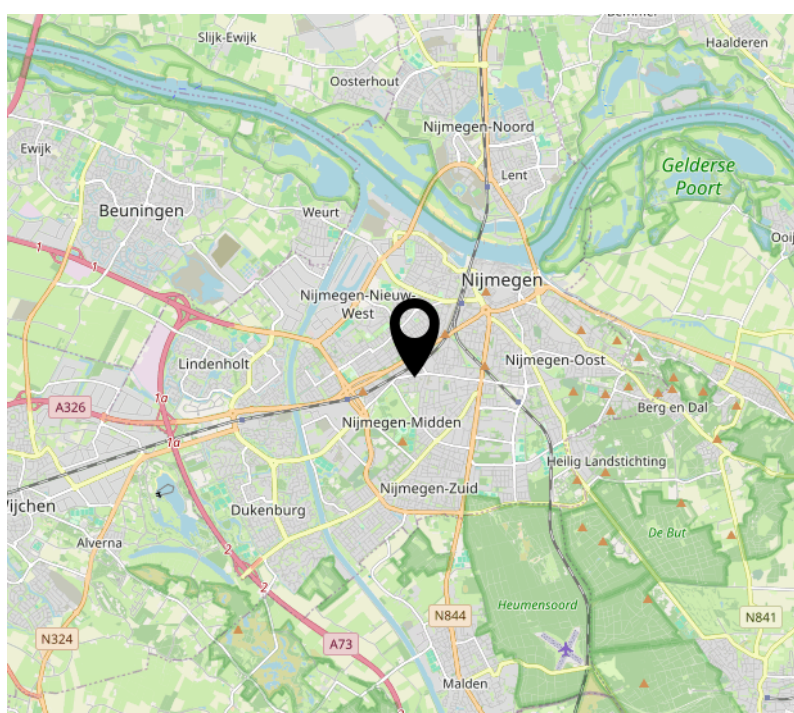 Slijk-Ewijk
Haalderen
Oosterhout
Nijmegen-Noord
Ewijk
Gelderse
Poort
Lent
Beuningen
Weurt
1
1
Nijmegen
Nijmegen-Nieuw-
West
Lindenholt
Nijmegen-Oost
1a
A326
Berg en Dal
Nijmegen-Midden
1a
Heilig Landstichting
Nijmegen-Zuid
Dukenburg
De But
Alverna
2
2
Heumensoord
N844
N841
N324
A73
Malden